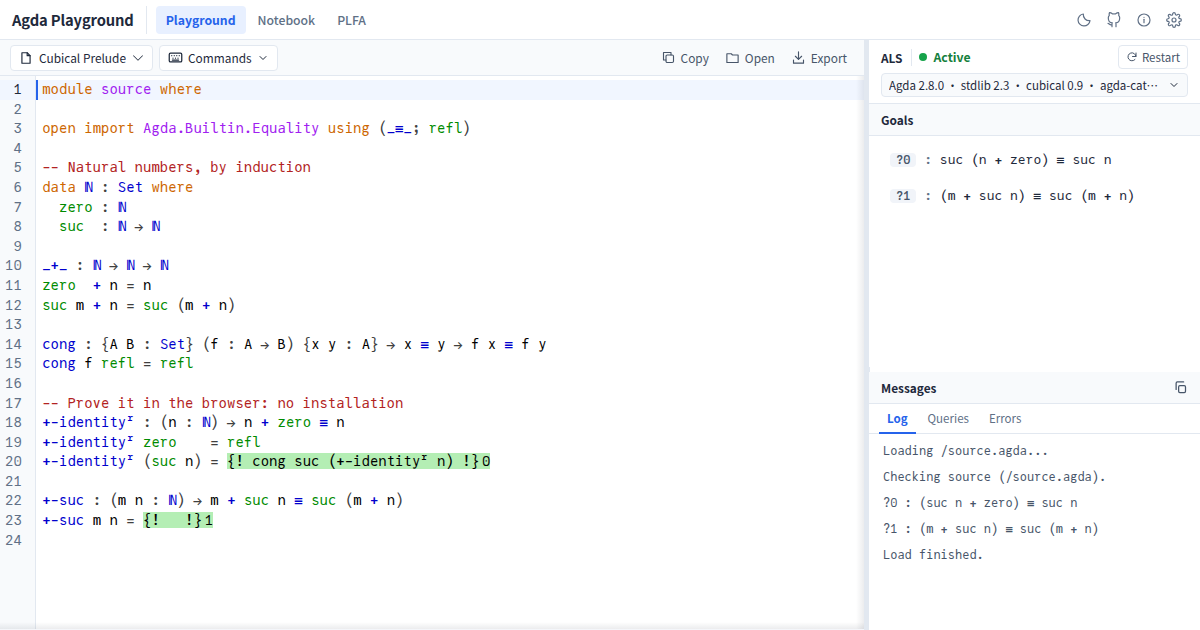 Agda Playground Playground Notebook PLFA
Cubical Prelude Commands Copy Open Export
1 module source where
2
3 open import Agda.Builtin.Equality using (_≡_; refl)
4
5 -- Natural numbers, by induction
6 data ℕ : Set where
7 zero : ℕ
8 suc : ℕ → ℕ
9
10 _+_ : ℕ → ℕ → ℕ
11 zero + n = n
12 suc m + n = suc (m + n)
13
14 cong : {A B : Set} (f : A → B) {x y : A} → x ≡ y → f x ≡ f y
15 cong f refl = refl
16
17 -- Prove it in the browser: no installation
18 +-identityʳ : (n : ℕ) → n + zero ≡ n
19 +-identityʳ zero = refl
20 +-identityʳ (suc n) = {! cong suc (+-identityʳ n) !}0
21
22 +-suc : (m n : ℕ) → m + suc n ≡ suc (m + n)
23 +-suc m n = {! !}1
24
ALS Active Restart
Agda 2.8.0 • stdlib 2.3 • cubical 0.9 • agda-cat···
Goals
?0 : suc (n + zero) ≡ suc n
?1 : (m + suc n) ≡ suc (m + n)
Messages
Log Queries Errors
Loading /source.agda...
Checking source (/source.agda).
?0 : (suc n + zero) ≡ suc n
?1 : (m + suc n) ≡ suc (m + n)
Load finished.